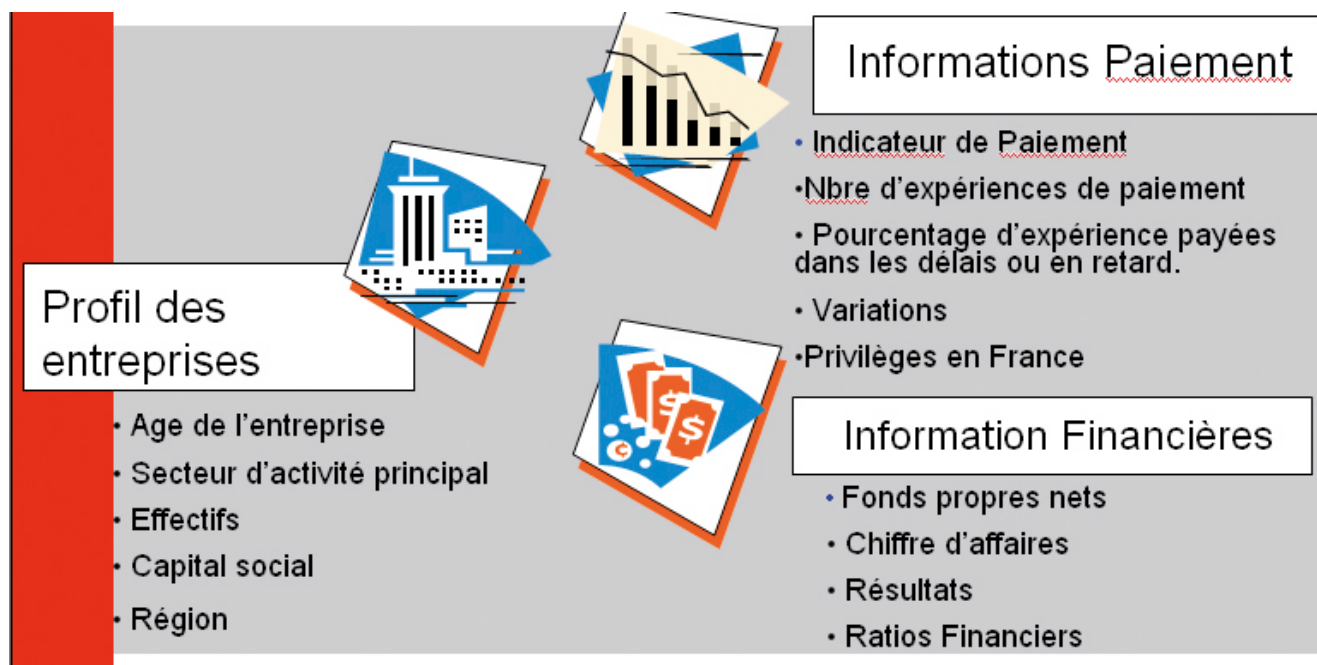 Profil des
entreprises
• Age de l'entreprise
• Secteur d'activité principal
• Effectifs
• Capital social
• Région
Informations Paiement
• Indicateur de Paiement
•Nbre d'expériences de paiement
• Pourcentage d'expérience payées
dans les délais ou en retard.
• Variations
•Privilèges en France
Information Financières
• Fonds propres nets
• Chiffre d'affaires
• Résultats
• Ratios Financiers